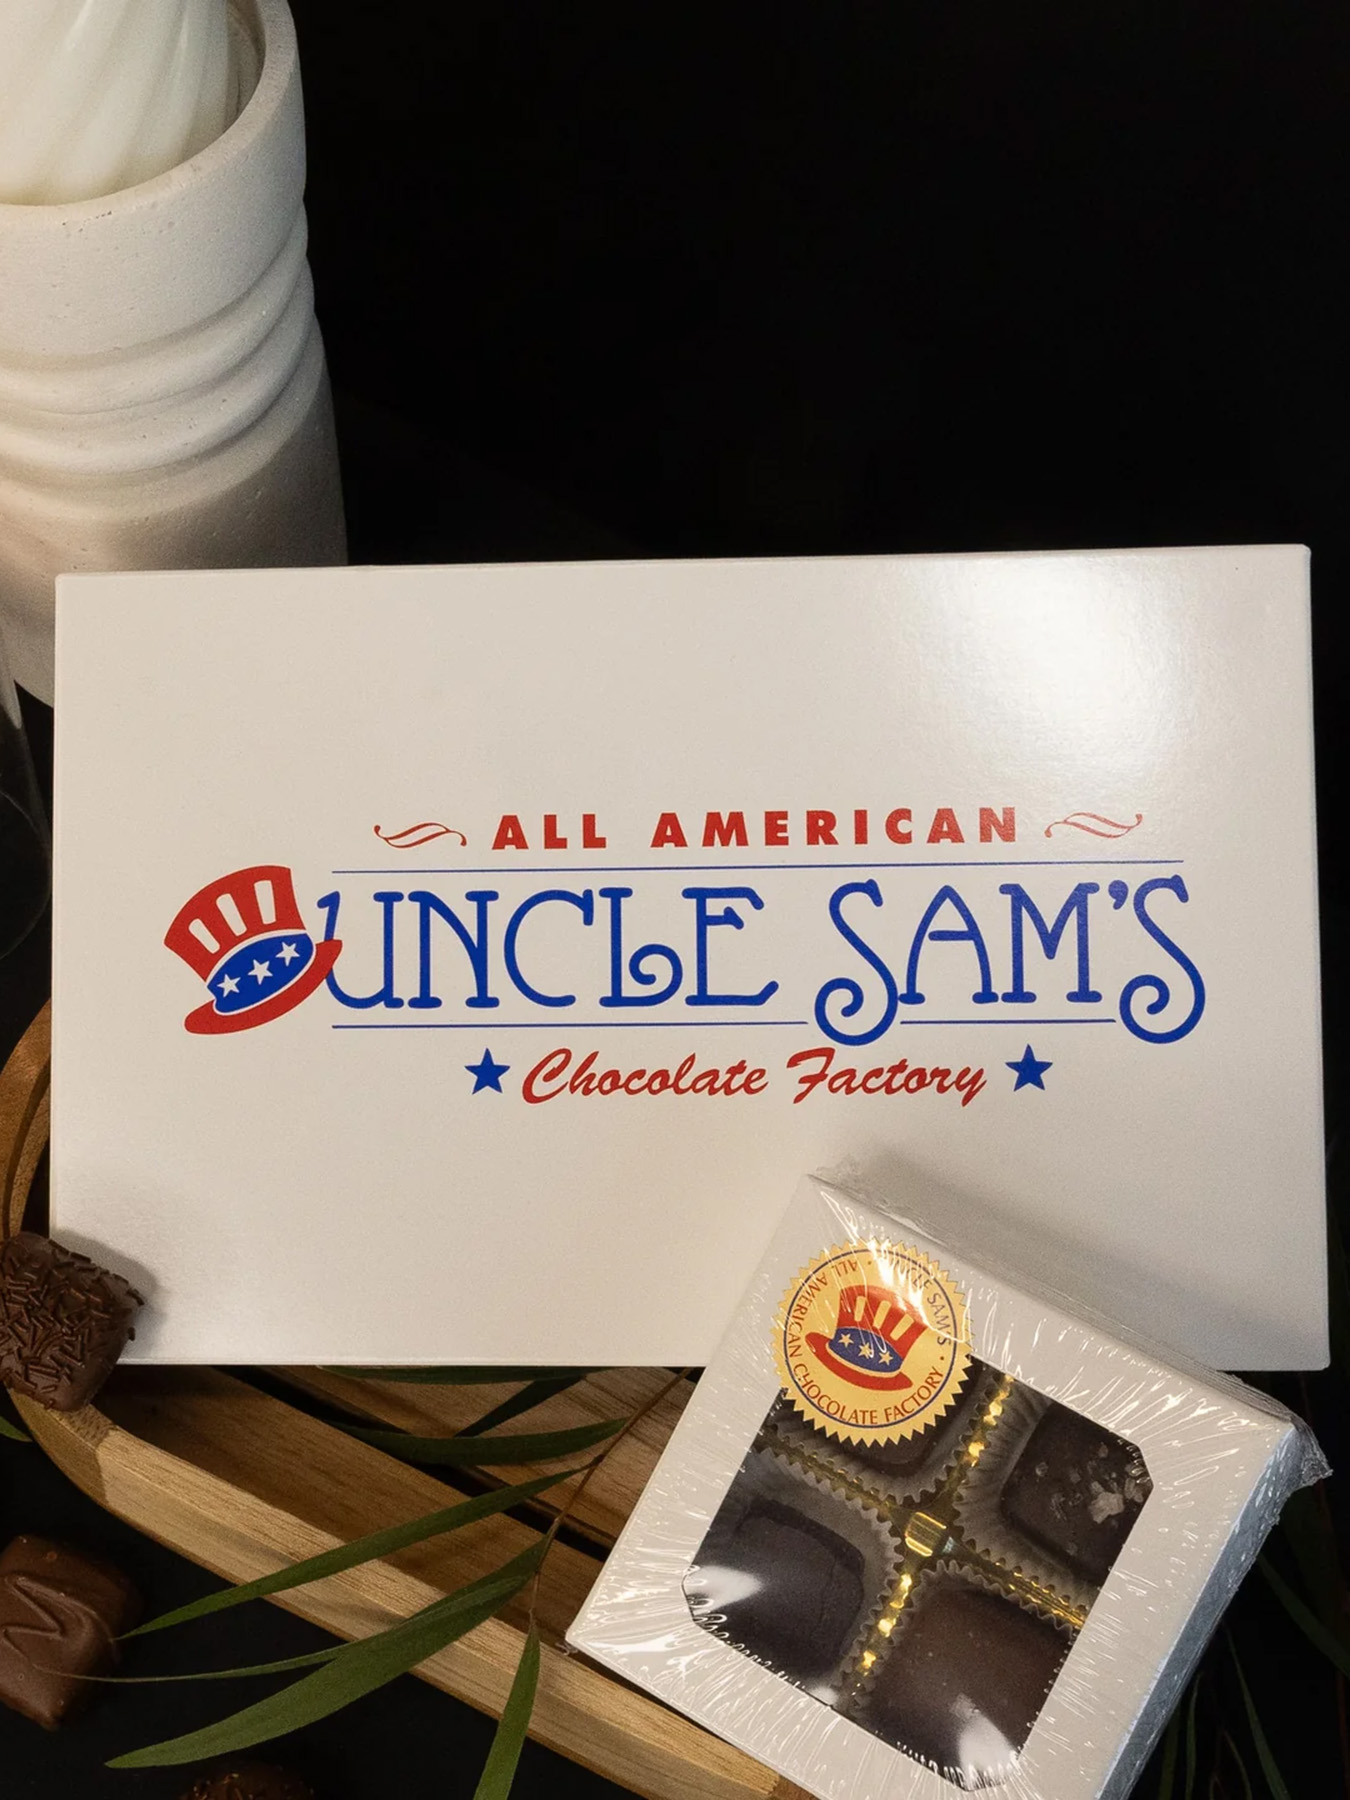 ALL AMERICAN
UNCLE SAM'S
Chocolate Factory
ALL AMERICAN CHOCOLATE FACTORY • UNCLE SAM'S •